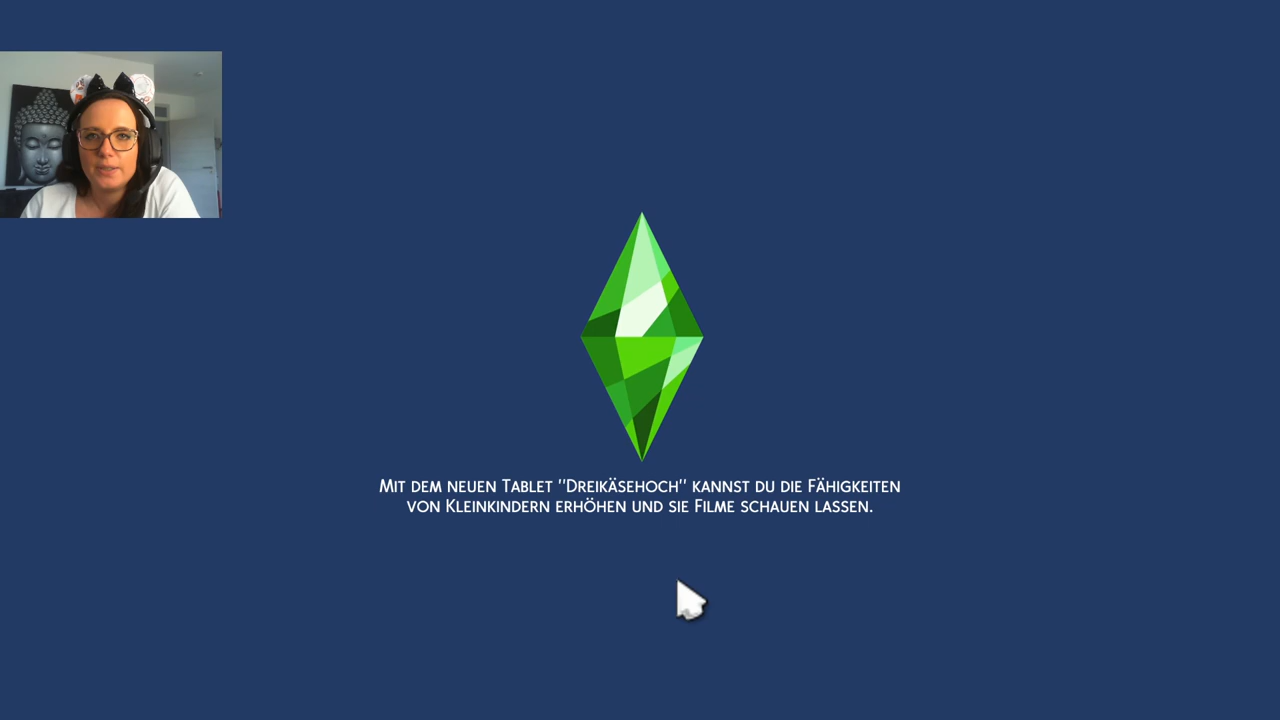 Mit dem neuen Tablet "Dreikäsehoch" kannst du die Fähigkeiten
von Kleinkindern erhöhen und sie Filme schauen lassen.